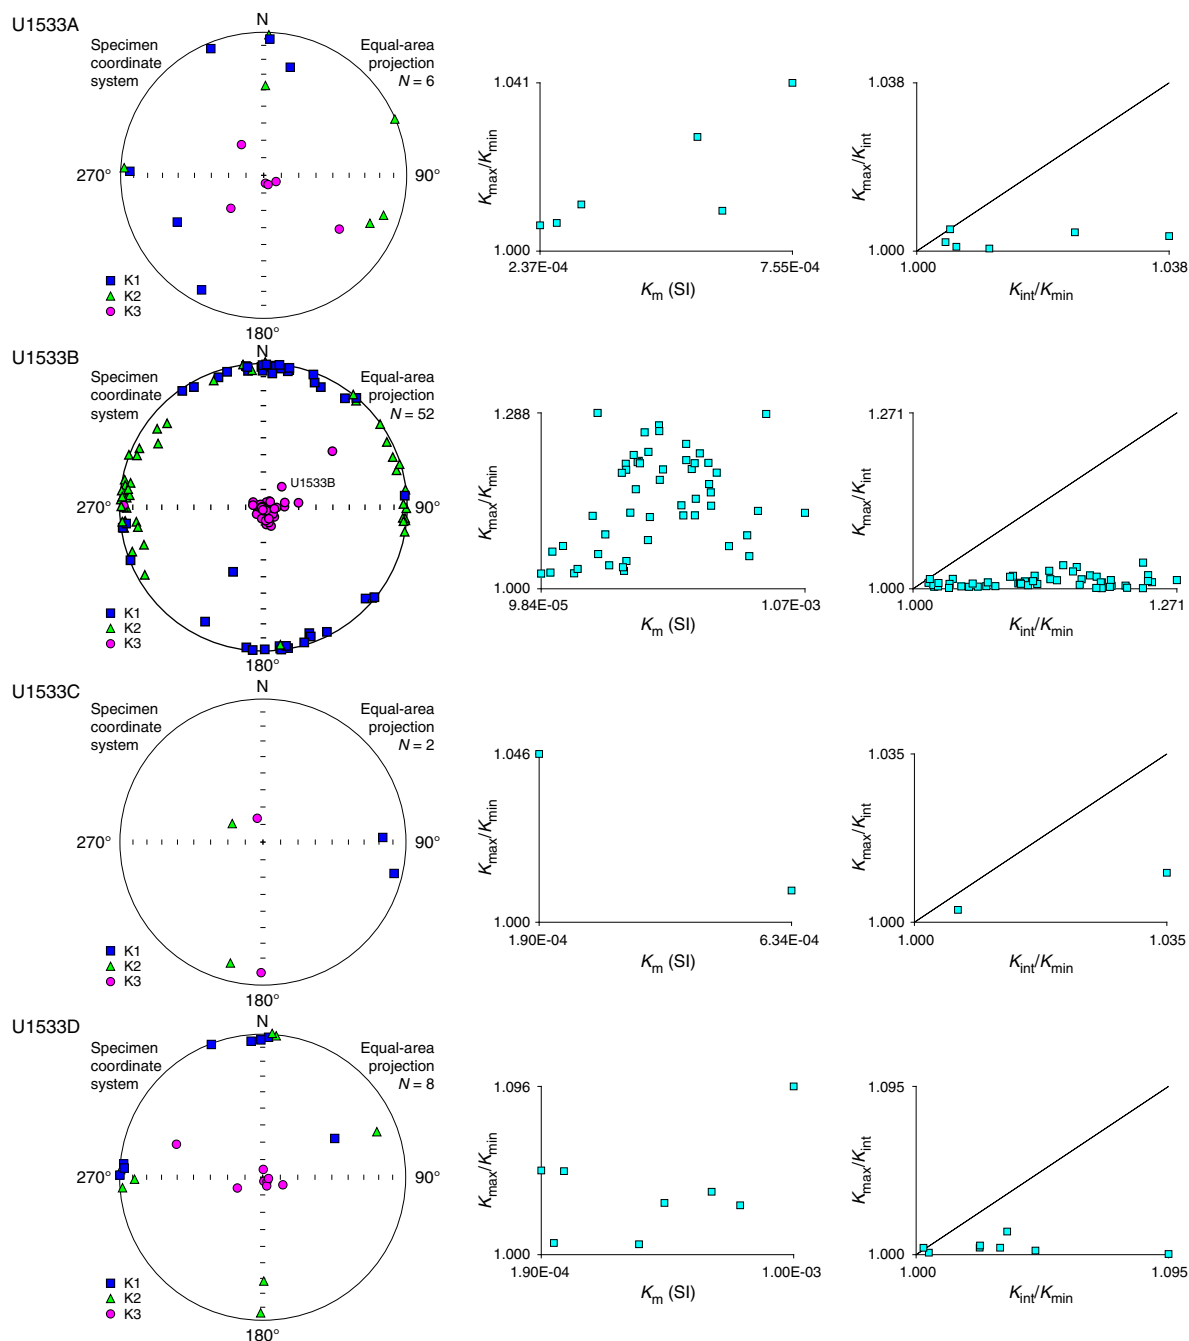 U1533A
Specimen
coordinate
system
N
Equal-area
projection
N = 6
270°
90°
180°
K1
K2
K3
1.041
Kmax/Kmin
1.000
2.37E-04
7.55E-04
Km (SI)
1.038
Kmax/Kint
1.000
1.000
1.038
Kint/Kmin
U1533B
Specimen
coordinate
system
N
Equal-area
projection
N = 52
U1533B
270°
90°
180°
K1
K2
K3
1.288
Kmax/Kmin
1.000
9.84E-05
1.07E-03
Km (SI)
1.271
Kmax/Kint
1.000
1.000
1.271
Kint/Kmin
U1533C
Specimen
coordinate
system
N
Equal-area
projection
N = 2
270°
90°
180°
K1
K2
K3
1.046
Kmax/Kmin
1.000
1.90E-04
6.34E-04
Km (SI)
1.035
Kmax/Kint
1.000
1.000
1.035
Kint/Kmin
U1533D
Specimen
coordinate
system
N
Equal-area
projection
N = 8
270°
90°
180°
K1
K2
K3
1.096
Kmax/Kmin
1.000
1.90E-04
1.00E-03
Km (SI)
1.095
Kmax/Kint
1.000
1.000
1.095
Kint/Kmin